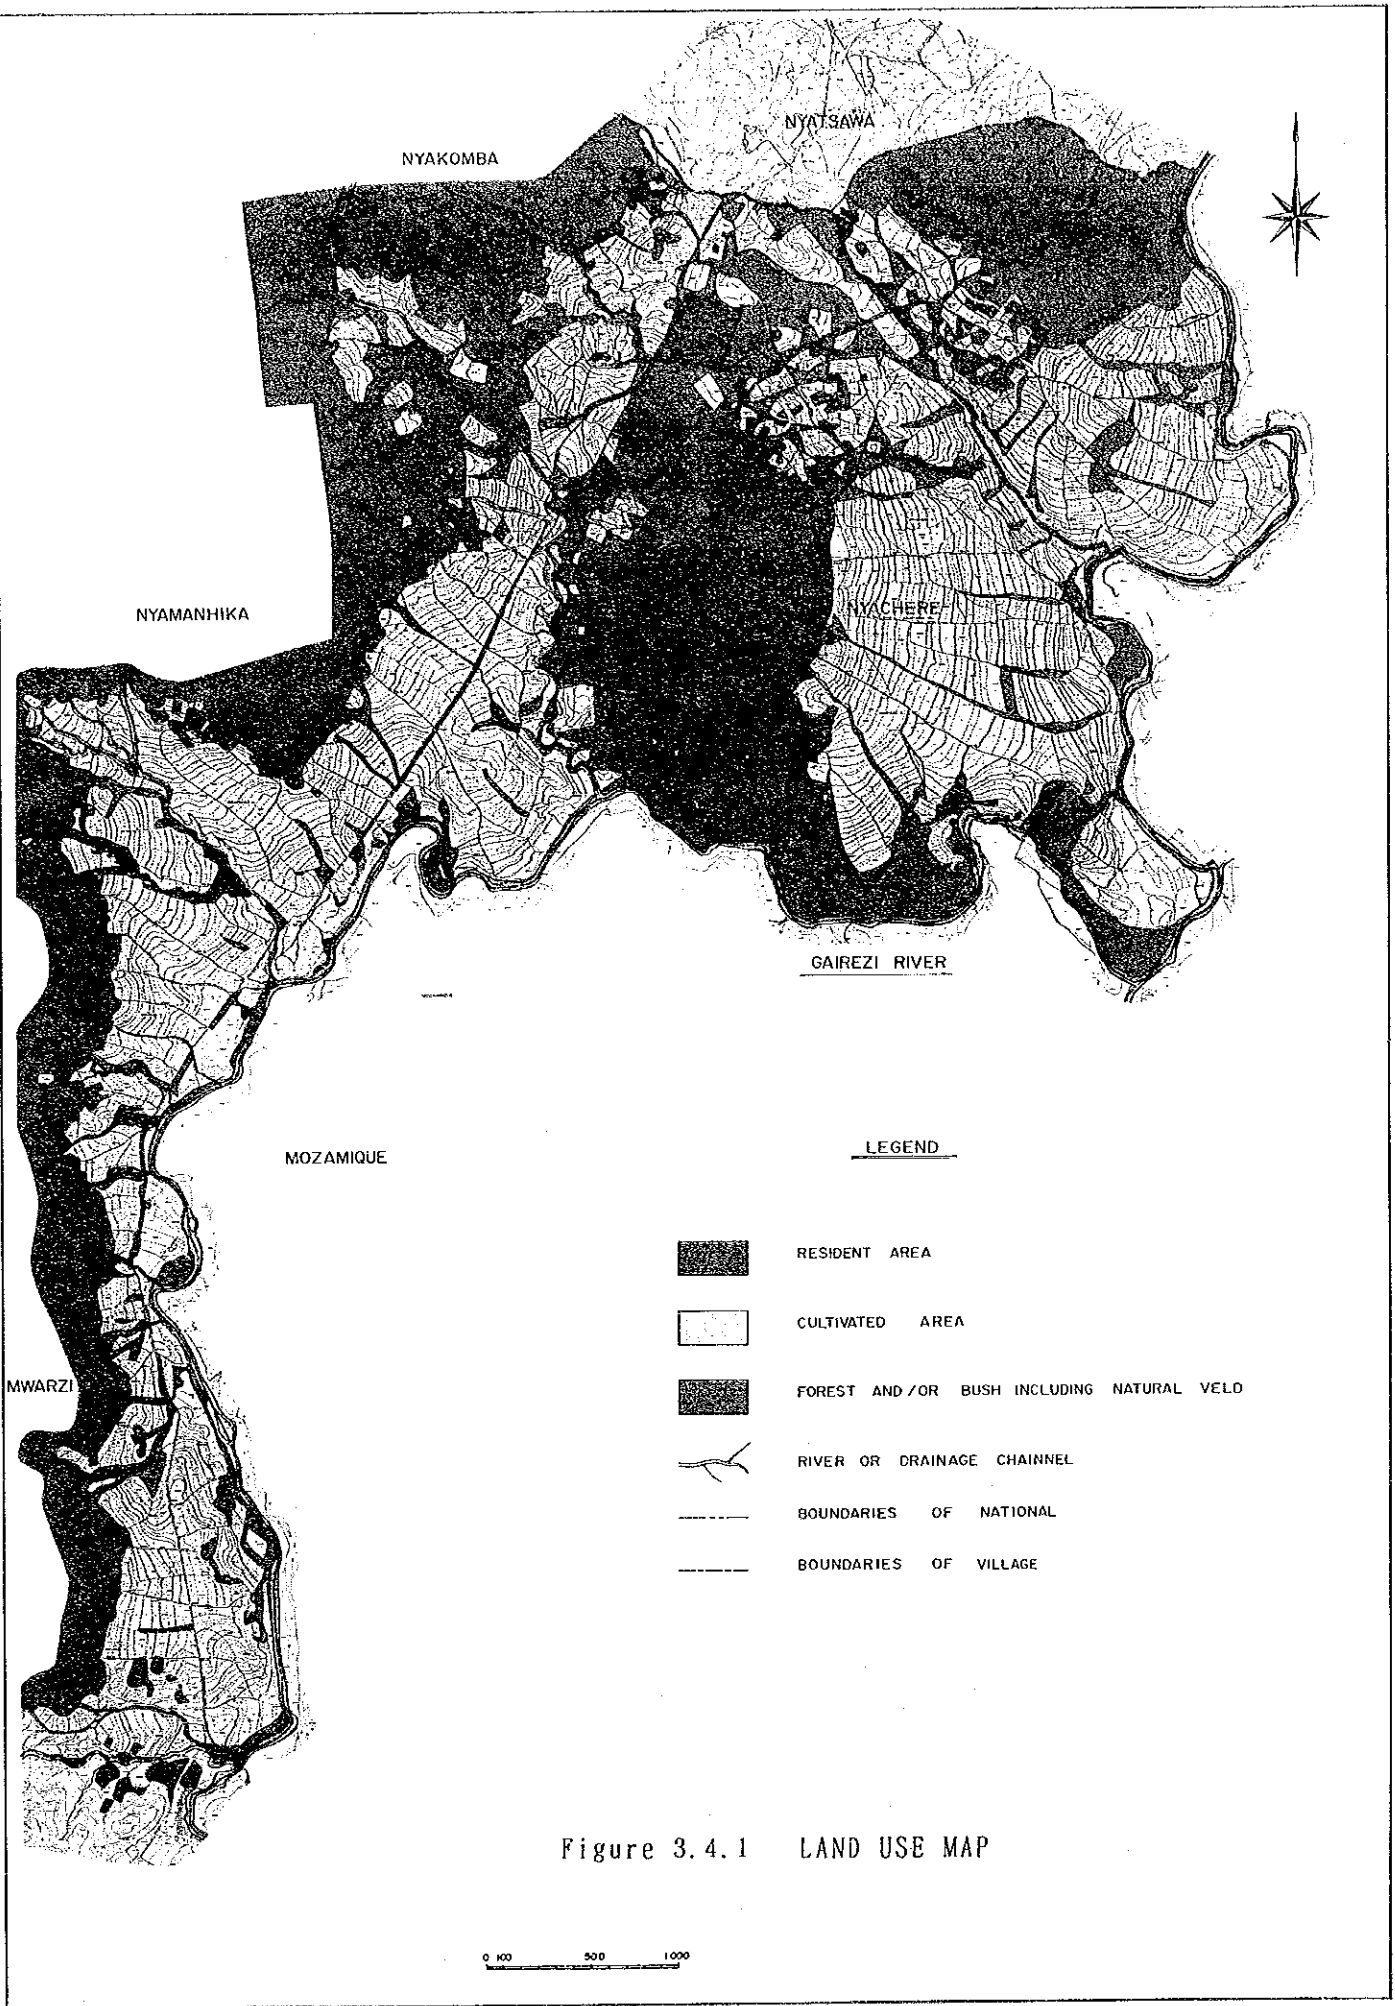 NYATSAWA
NYAKOMBA
NYACHERE
NYAMANHIKA
GAIREZI RIVER
MOZAMIQUE
MWARZI
LEGEND
RESIDENT AREA
CULTIVATED AREA
FOREST AND/OR BUSH INCLUDING NATURAL VELD
RIVER OR DRAINAGE CHAINNEL
BOUNDARIES OF NATIONAL
BOUNDARIES OF VILLAGE
Figure 3.4.1 LAND USE MAP
0 100 500 1000